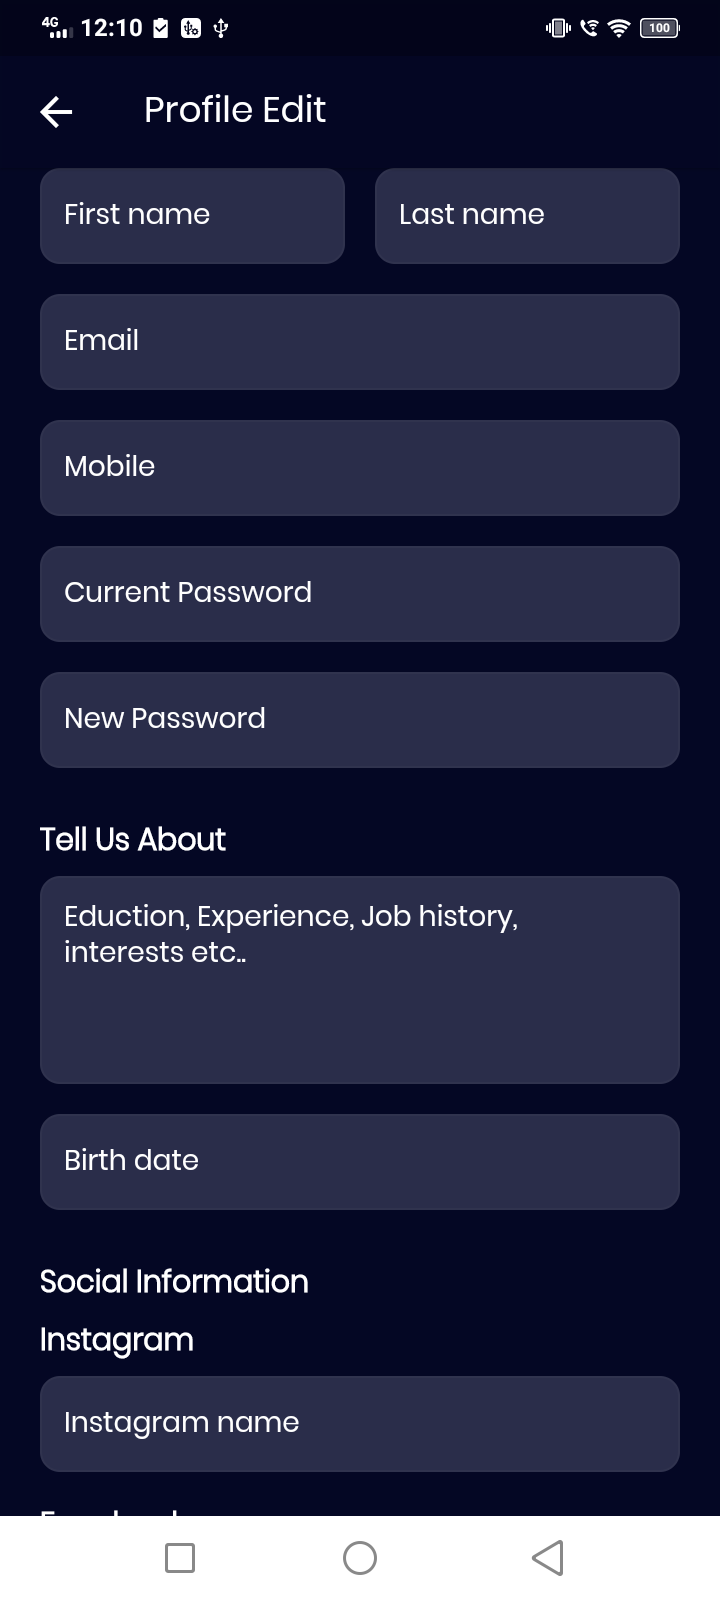 4G 12:10 100
Profile Edit
First name Last name
Email
Mobile
Current Password
New Password
Tell Us About
Eduction, Experience, Job history,
interests etc..
Birth date
Social Information
Instagram
Instagram name